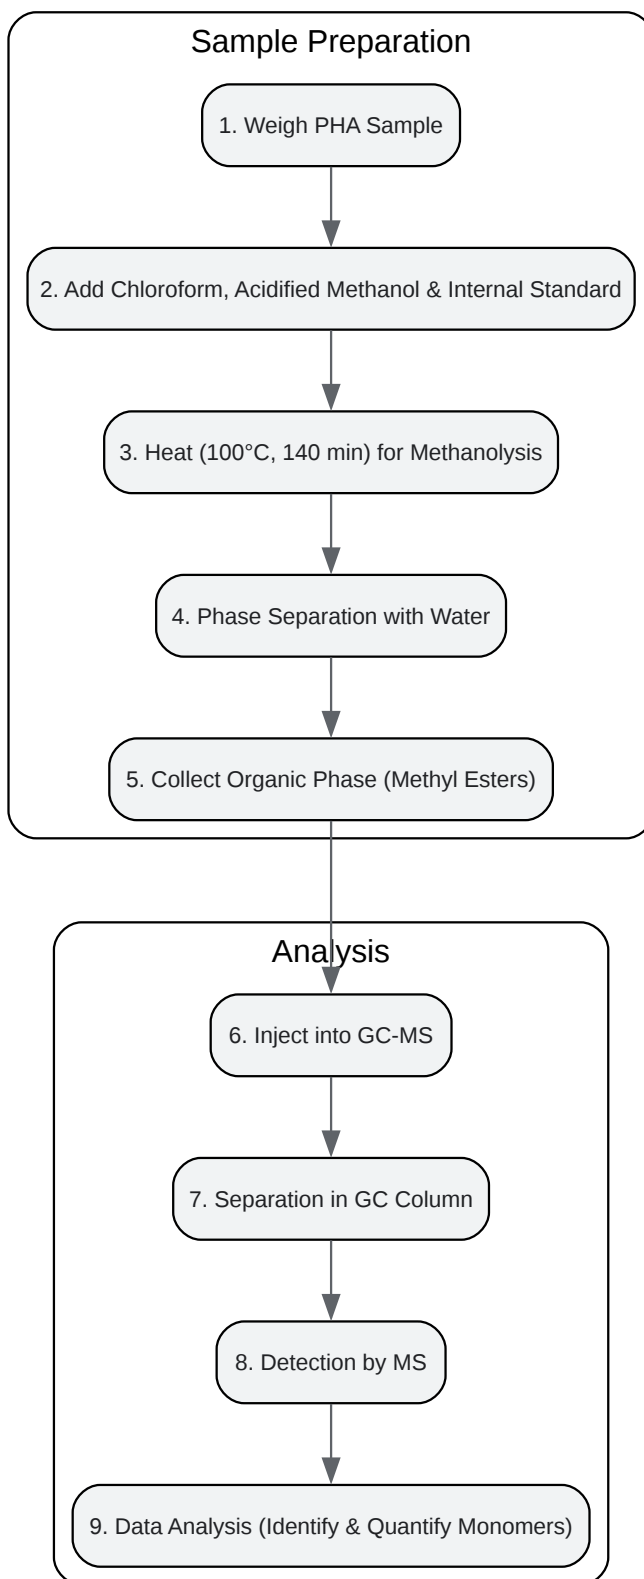 Sample Preparation
1. Weigh PHA Sample
2. Add Chloroform, Acidified Methanol & Internal Standard
3. Heat (100°C, 140 min) for Methanolysis
4. Phase Separation with Water
5. Collect Organic Phase (Methyl Esters)
Analysis
6. Inject into GC-MS
7. Separation in GC Column
8. Detection by MS
9. Data Analysis (Identify & Quantify Monomers)